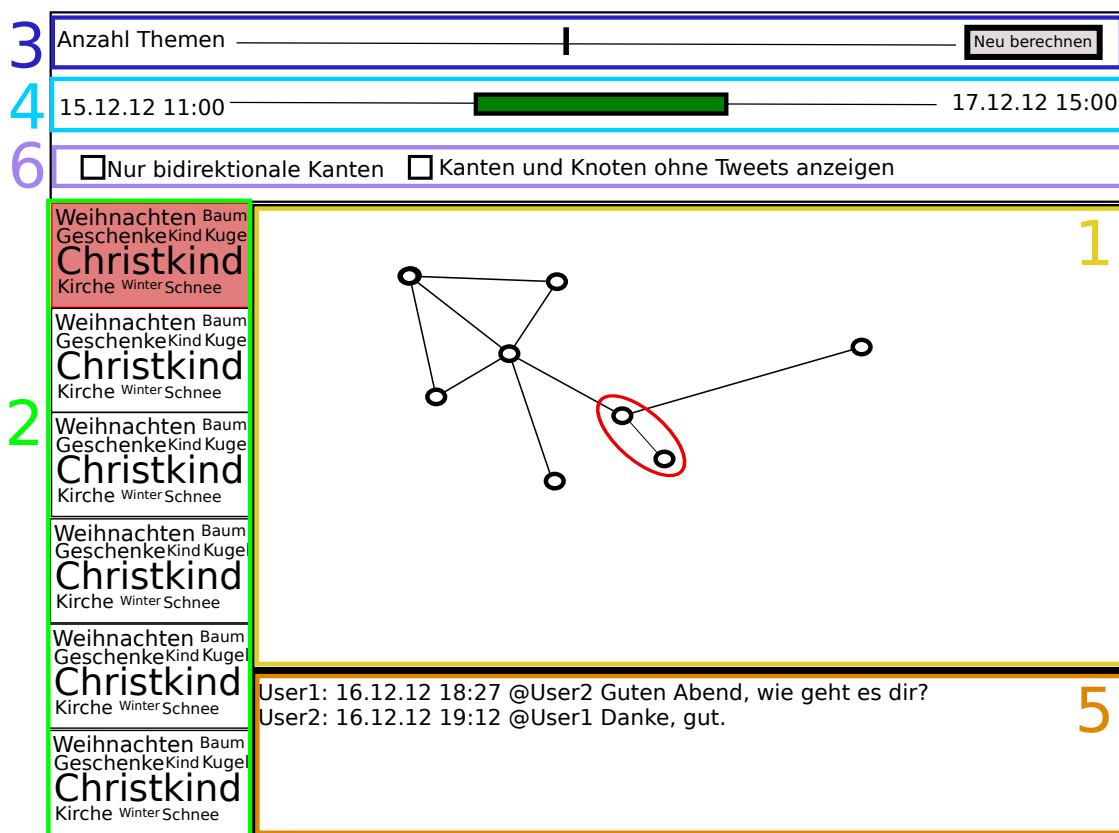 3
Anzahl Themen
Neu berechnen
4
15.12.12 11:00
17.12.12 15:00
6
Nur bidirektionale Kanten
Kanten und Knoten ohne Tweets anzeigen
2
Weihnachten Baum
Geschenke Kind Kuge
Christkind
Kirche Winter Schnee
Weihnachten Baum
Geschenke Kind Kuge
Christkind
Kirche Winter Schnee
Weihnachten Baum
Geschenke Kind Kuge
Christkind
Kirche Winter Schnee
Weihnachten Baum
Geschenke Kind Kugel
Christkind
Kirche Winter Schnee
Weihnachten Baum
Geschenke Kind Kugel
Christkind
Kirche Winter Schnee
Weihnachten Baum
Geschenke Kind Kugel
Christkind
Kirche Winter Schnee
1
User1: 16.12.12 18:27 @User2 Guten Abend, wie geht es dir?
User2: 16.12.12 19:12 @User1 Danke, gut.
5